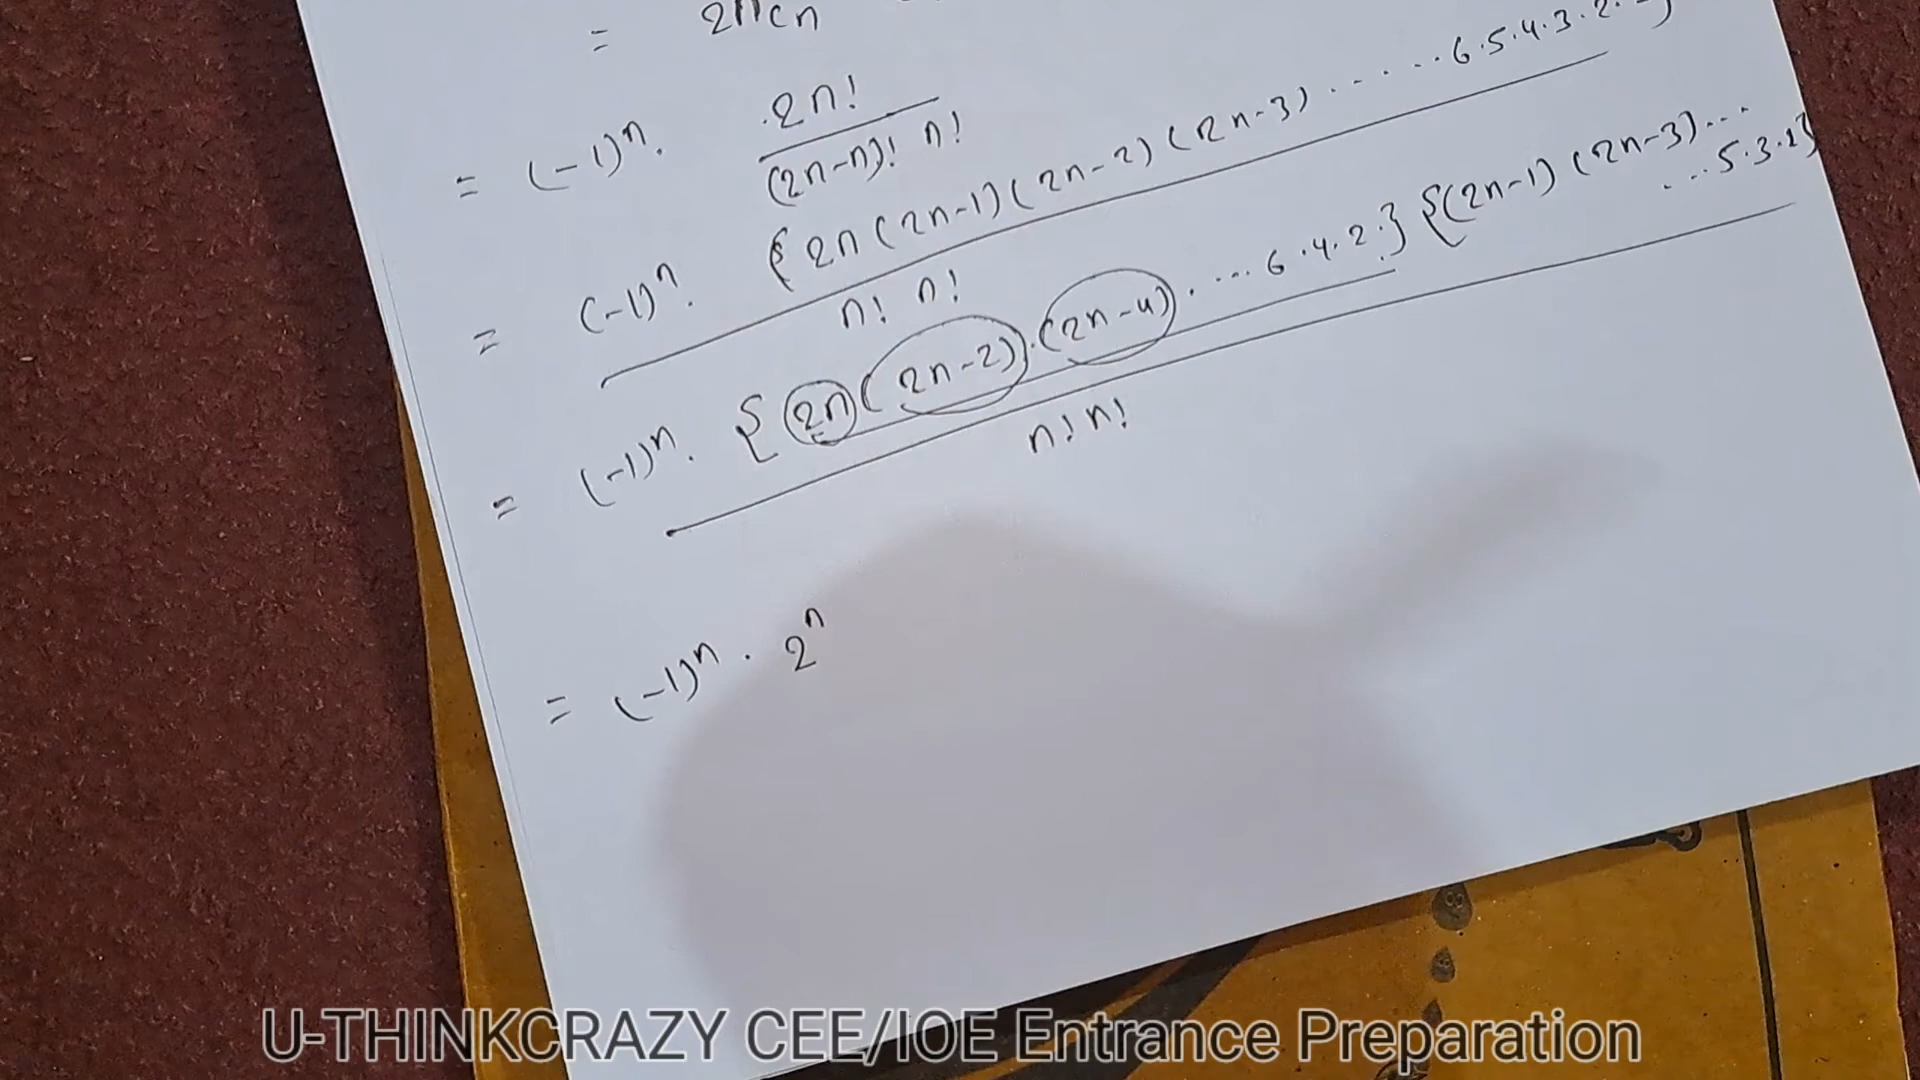 = 2nCn
= (-1)ⁿ. 2n! / (2n-n)! n!
= (-1)ⁿ. {2n(2n-1)(2n-2)(2n-3)........6.5.4.3.2.1} / n! n!
= (-1)ⁿ. {2n(2n-2).(2n-4). ...6.4.2.} {(2n-1)(2n-3)... ...5.3.1} / n! n!
= (-1)ⁿ . 2ⁿ
U-THINKCRAZY CEE/IOE Entrance Preparation